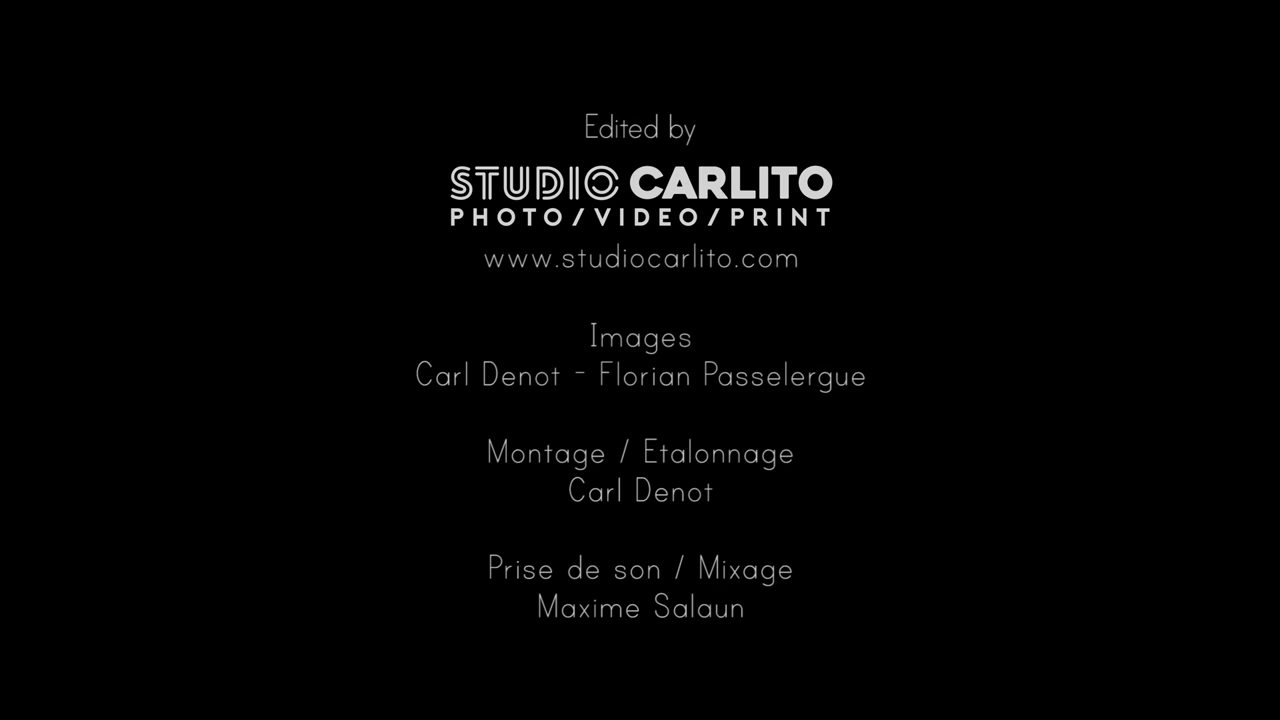 Edited by
STUDIO CARLITO
PHOTO/VIDEO/PRINT
www.studiocarlito.com
Images
Carl Denot - Florian Passelergue
Montage / Etalonnage
Carl Denot
Prise de son / Mixage
Maxime Salaun